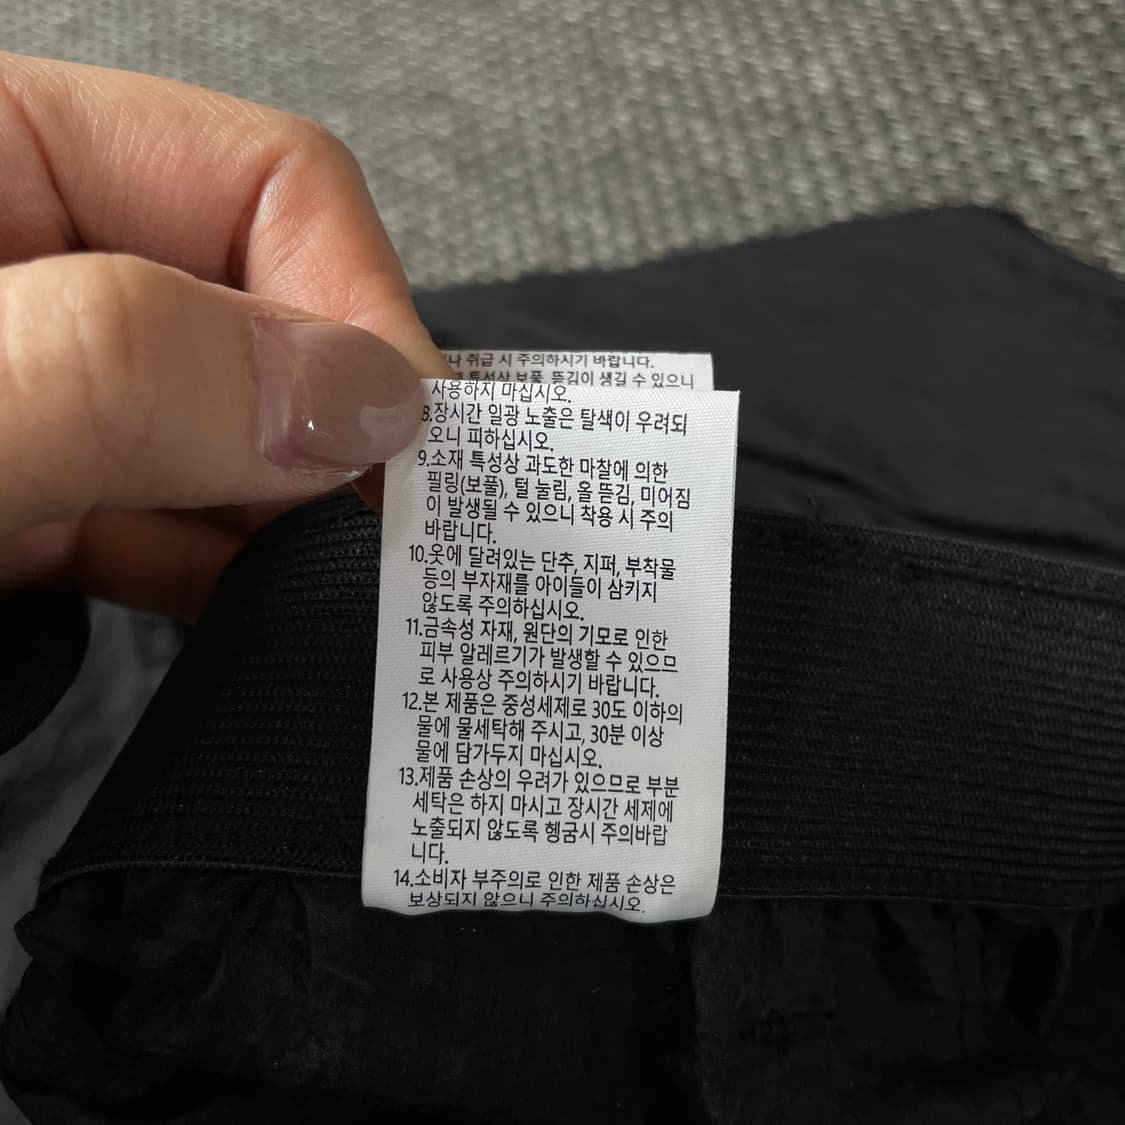 나 취급 시 주의하시기 바랍니다.
특성상 보풀, 뜯김이 생길 수 있으니
사용하지 마십시오.
8.장시간 일광 노출은 탈색이 우려되
오니 피하십시오.
9.소재 특성상 과도한 마찰에 의한
필링(보풀), 털 눌림, 올 뜯김, 미어짐
이 발생될 수 있으니 착용 시 주의
바랍니다.
10.옷에 달려있는 단추, 지퍼, 부착물
등의 부자재를 아이들이 삼키지
않도록 주의하십시오.
11.금속성 자재, 원단의 기모로 인한
피부 알레르기가 발생할 수 있으므
로 사용상 주의하시기 바랍니다.
12.본 제품은 중성세제로 30도 이하의
물에 물세탁해 주시고, 30분 이상
물에 담가두지 마십시오.
13.제품 손상의 우려가 있으므로 부분
세탁은 하지 마시고 장시간 세제에
노출되지 않도록 헹굼시 주의바랍
니다.
14.소비자 부주의로 인한 제품 손상은
보상되지 않으니 주의하십시오.